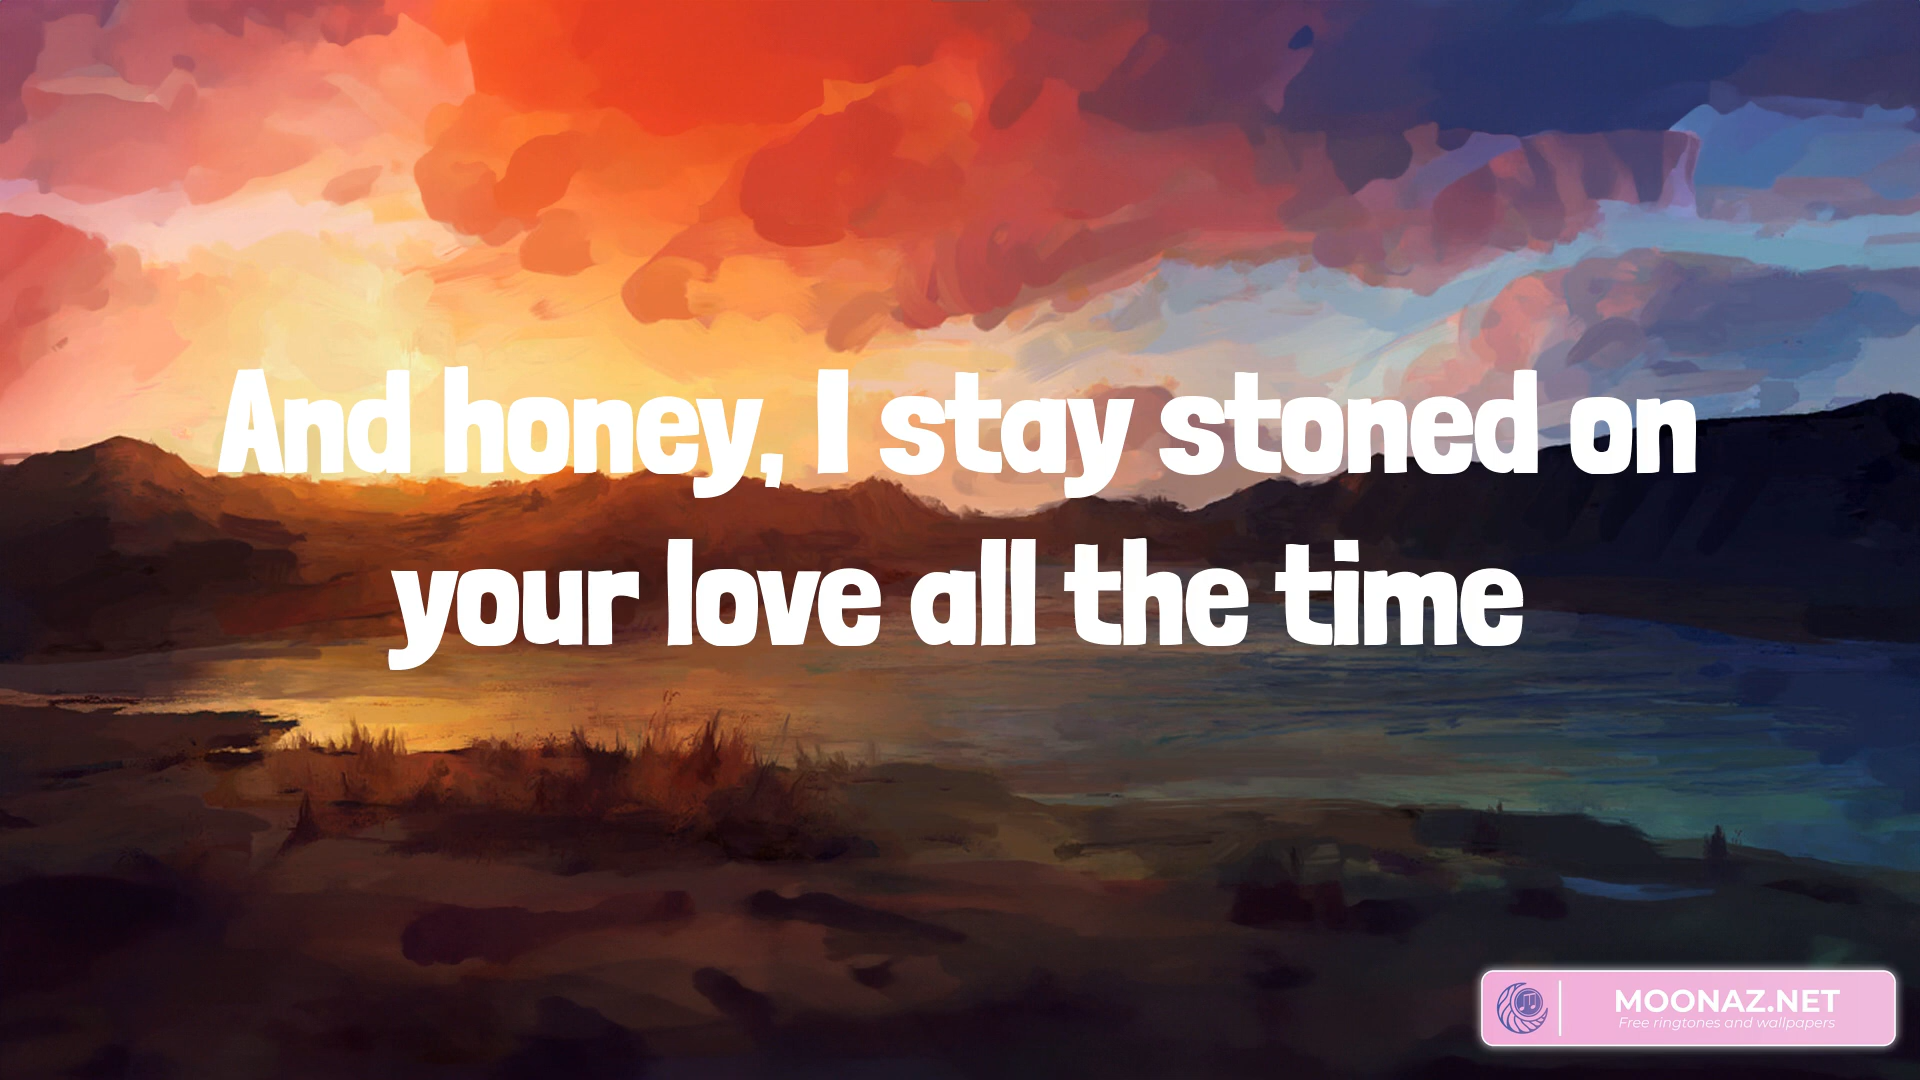 And honey, I stay stoned on
your love all the time
MOONAZ.NET
Free ringtones and wallpapers